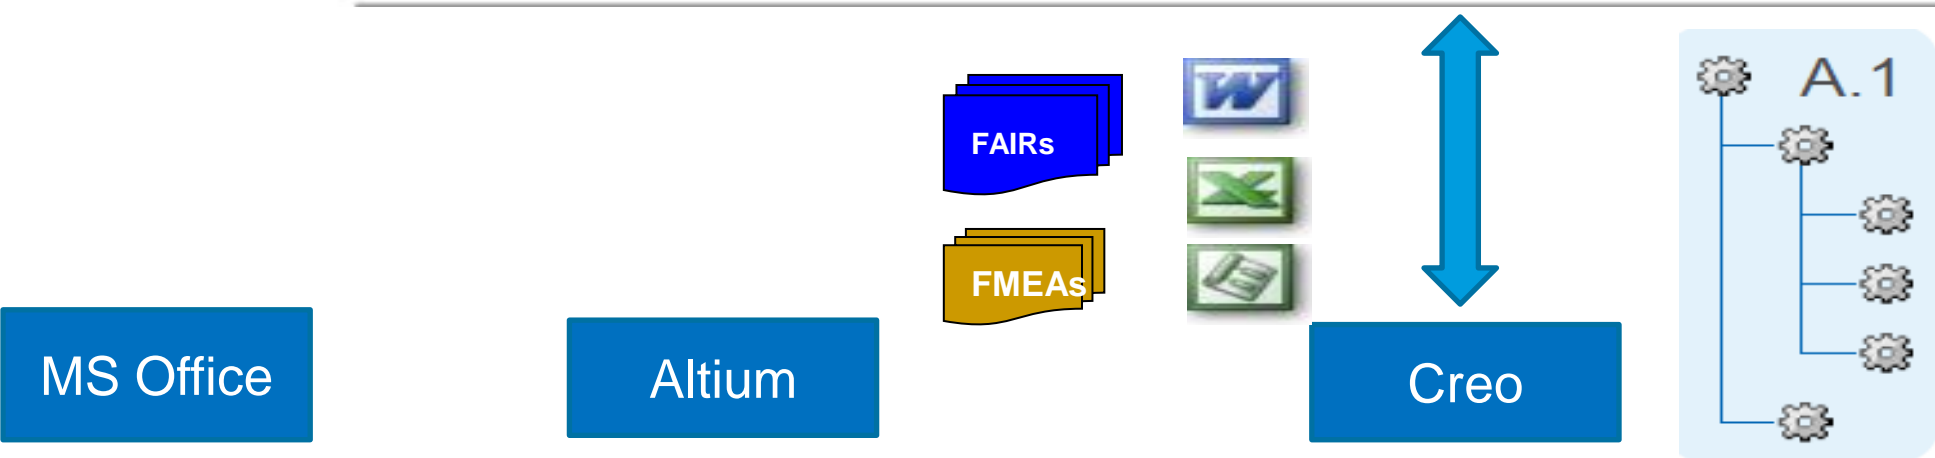 A.1
W
FAIRs
FMEAs
MS Office
Altium
Creo